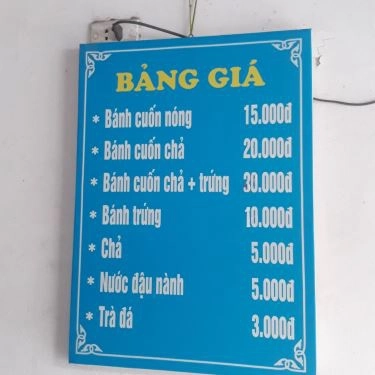 BẢNG GIÁ
* Bánh cuốn nóng 15.000đ
* Bánh cuốn chả 20.000đ
* Bánh cuốn chả + trứng 30.000đ
* Bánh trứng 10.000đ
* Chả 5.000đ
* Nước đậu nành 5.000đ
* Trà đá 3.000đ